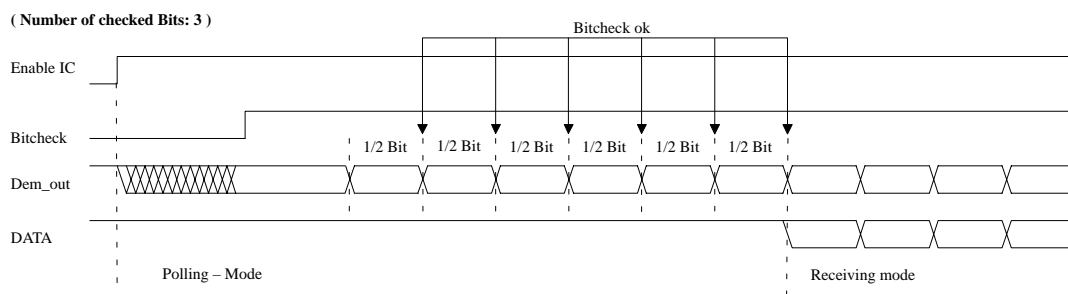 ( Number of checked Bits: 3 )
Bitcheck ok
Enable IC
Bitcheck
1/2 Bit 1/2 Bit 1/2 Bit 1/2 Bit 1/2 Bit 1/2 Bit
Dem_out
DATA
Polling – Mode Receiving mode